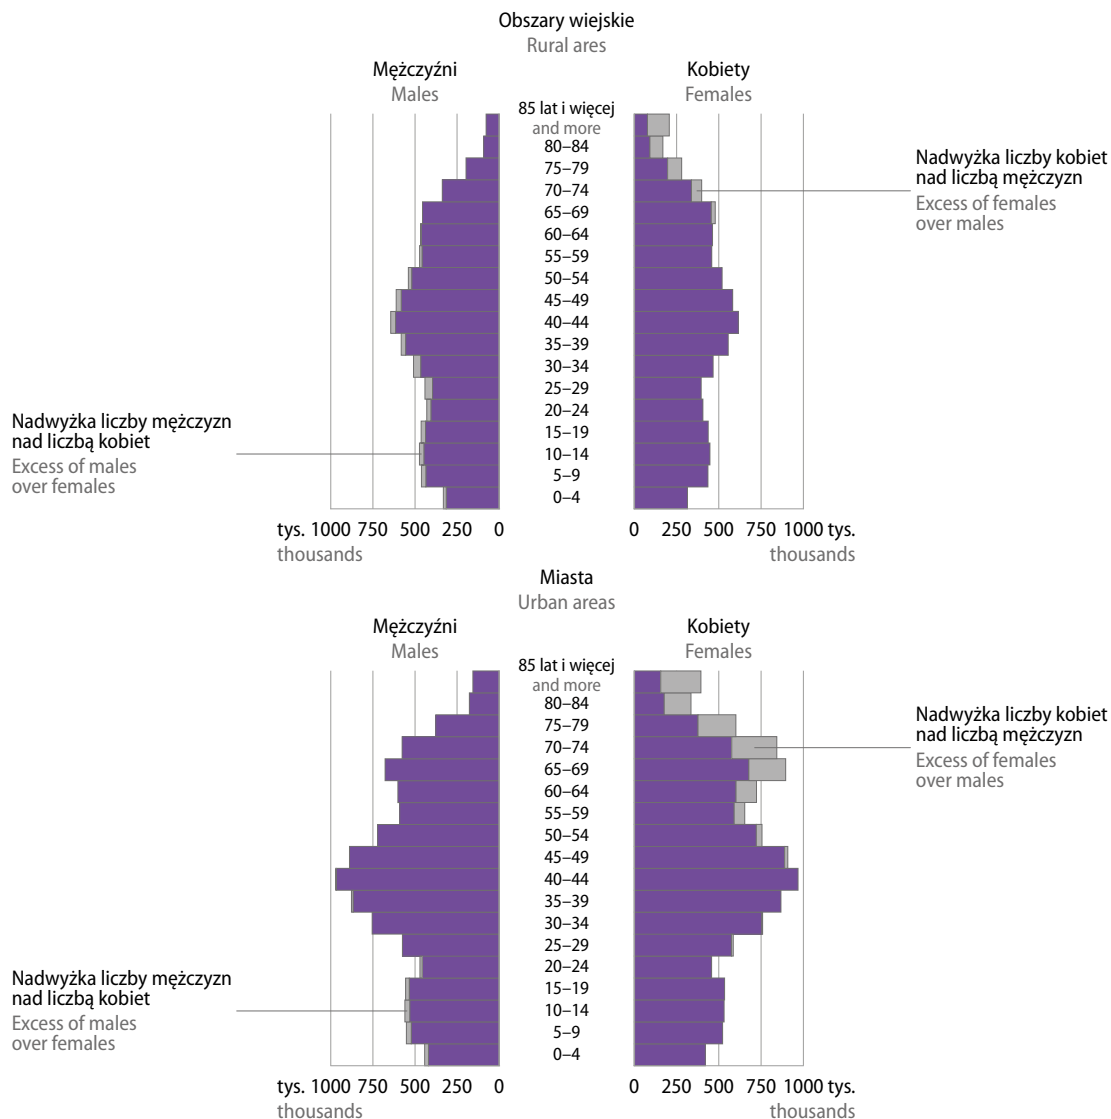 Obszary wiejskie
Rural ares
Mężczyźni
Males
Kobiety
Females
85 lat i więcej
and more
80–84
75–79
70–74
65–69
60–64
55–59
50–54
45–49
40–44
35–39
30–34
25–29
20–24
15–19
10–14
5–9
0–4
Nadwyżka liczby kobiet
nad liczbą mężczyzn
Excess of females
over males
Nadwyżka liczby mężczyzn
nad liczbą kobiet
Excess of males
over females
tys. 1000 750 500 250 0
thousands
0 250 500 750 1000 tys.
thousands
Miasta
Urban areas
Mężczyźni
Males
Kobiety
Females
85 lat i więcej
and more
80–84
75–79
70–74
65–69
60–64
55–59
50–54
45–49
40–44
35–39
30–34
25–29
20–24
15–19
10–14
5–9
0–4
Nadwyżka liczby kobiet
nad liczbą mężczyzn
Excess of females
over males
Nadwyżka liczby mężczyzn
nad liczbą kobiet
Excess of males
over females
tys. 1000 750 500 250 0
thousands
0 250 500 750 1000 tys.
thousands